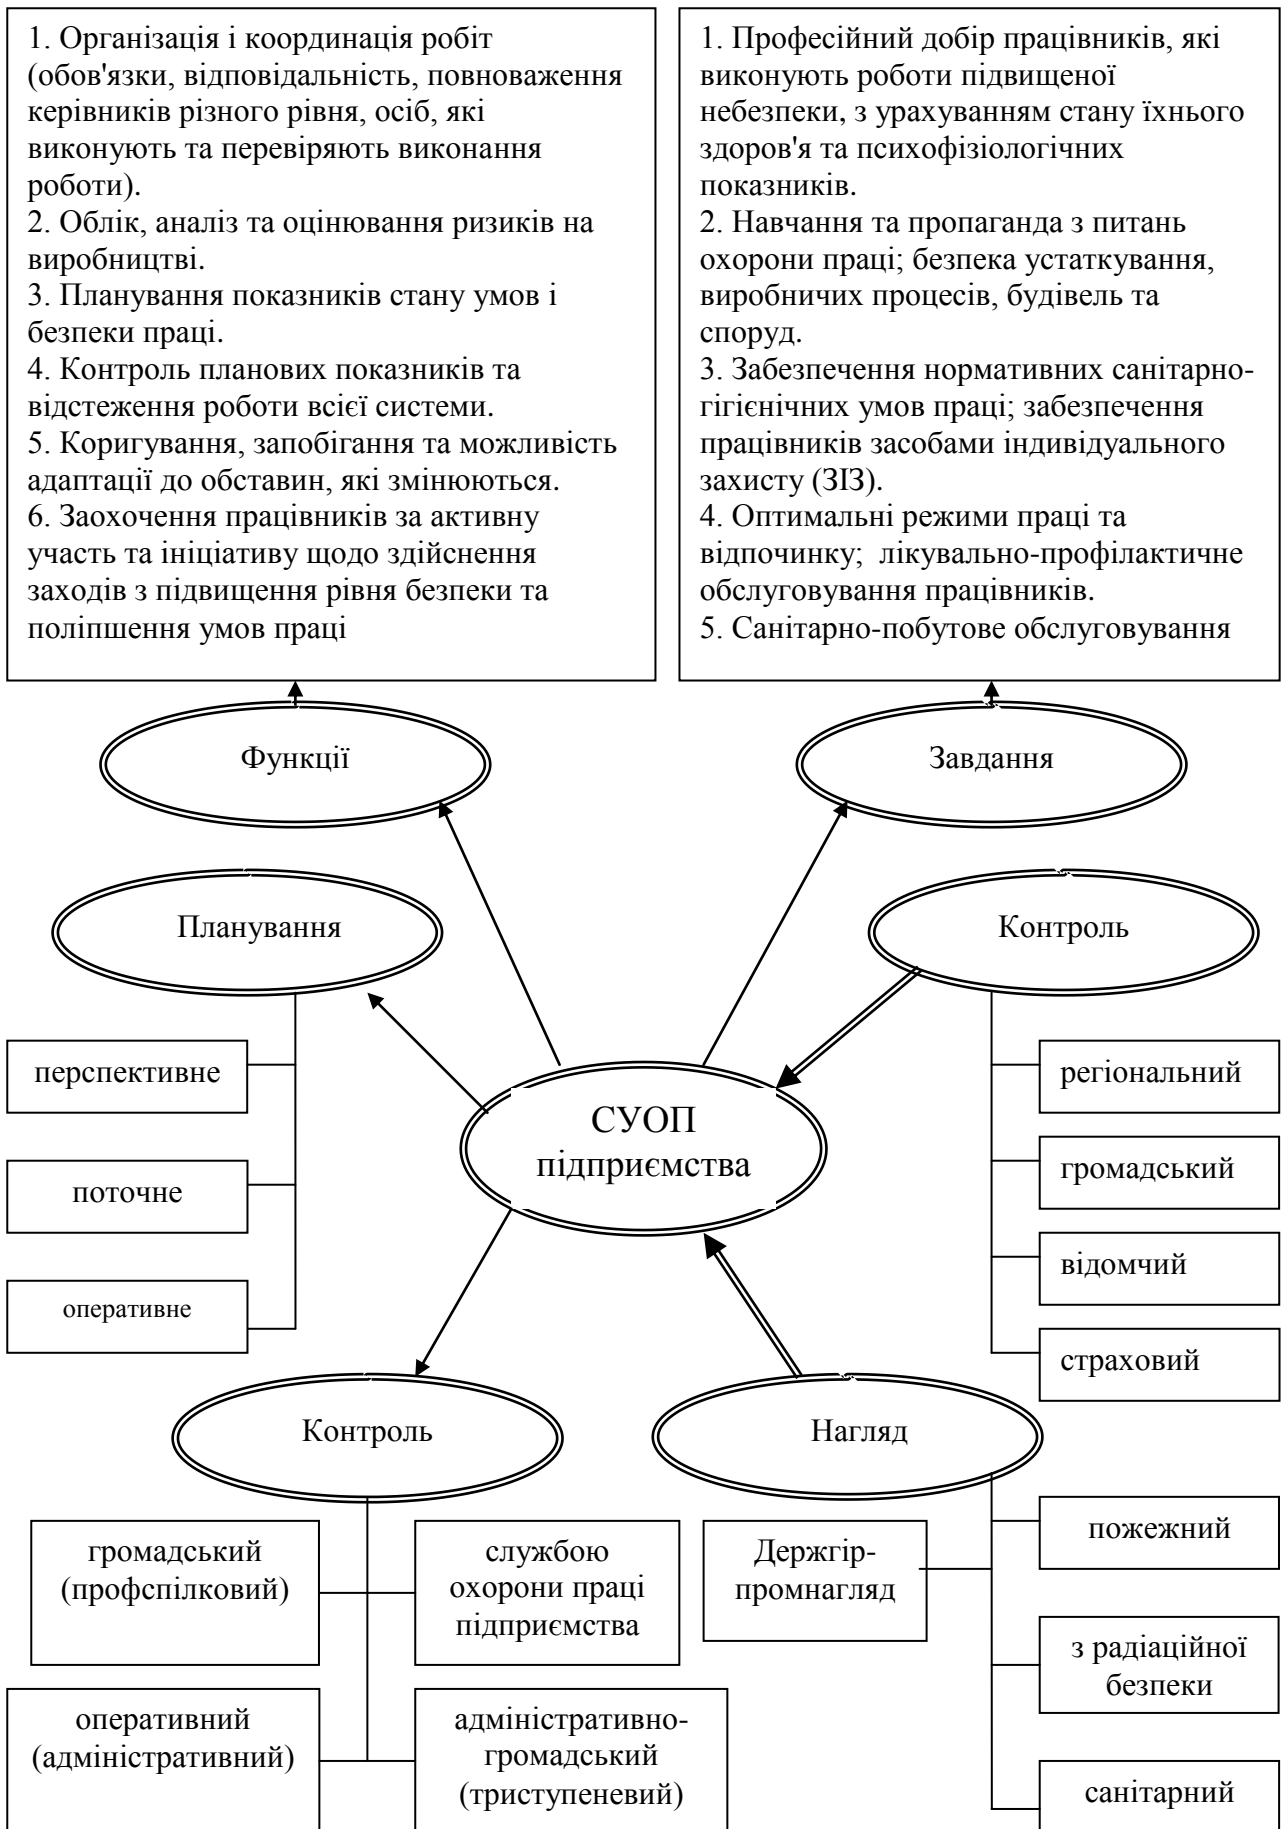 1. Організація і координація робіт
(обов'язки, відповідальність, повноваження
керівників різного рівня, осіб, які
виконують та перевіряють виконання
роботи).
2. Облік, аналіз та оцінювання ризиків на
виробництві.
3. Планування показників стану умов і
безпеки праці.
4. Контроль планових показників та
відстеження роботи всієї системи.
5. Коригування, запобігання та можливість
адаптації до обставин, які змінюються.
6. Заохочення працівників за активну
участь та ініціативу щодо здійснення
заходів з підвищення рівня безпеки та
поліпшення умов праці
1. Професійний добір працівників, які
виконують роботи підвищеної
небезпеки, з урахуванням стану їхнього
здоров'я та психофізіологічних
показників.
2. Навчання та пропаганда з питань
охорони праці; безпека устаткування,
виробничих процесів, будівель та
споруд.
3. Забезпечення нормативних санітарно-
гігієнічних умов праці; забезпечення
працівників засобами індивідуального
захисту (ЗІЗ).
4. Оптимальні режими праці та
відпочинку; лікувально-профілактичне
обслуговування працівників.
5. Санітарно-побутове обслуговування
Функції
Завдання
Планування
Контроль
перспективне
поточне
оперативне
СУОП
підприємства
регіональний
громадський
відомчий
страховий
Контроль
Нагляд
громадський
(профспілковий)
службою
охорони праці
підприємства
оперативний
(адміністративний)
адміністративно-
громадський
(триступеневий)
Держгір-
промнагляд
пожежний
з радіаційної
безпеки
санітарний